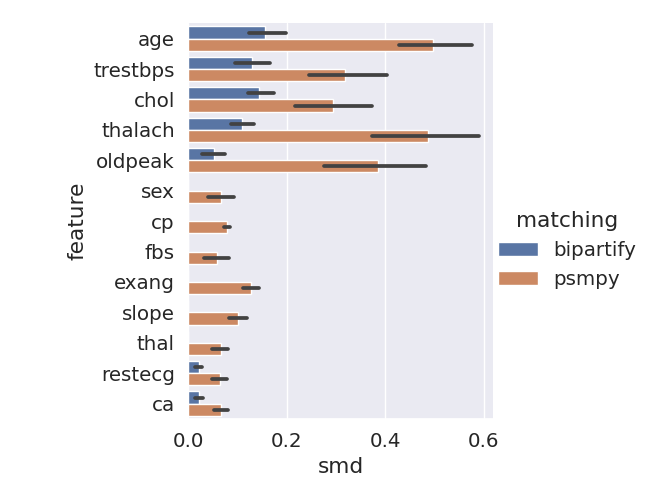 age
trestbps
chol
thalach
oldpeak
sex
cp
fbs
exang
slope
thal
restecg
ca
feature
0.0 0.2 0.4 0.6
smd
matching
bipartify
psmpy